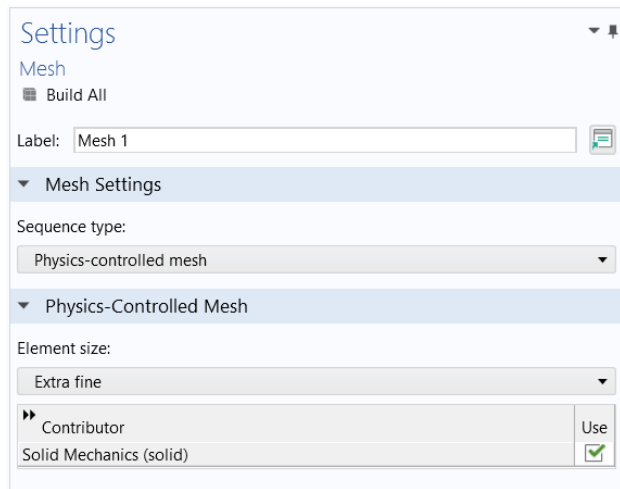 Settings
Mesh
Build All
Label: Mesh 1
Mesh Settings
Sequence type:
Physics-controlled mesh
Physics-Controlled Mesh
Element size:
Extra fine
Contributor Use
Solid Mechanics (solid)